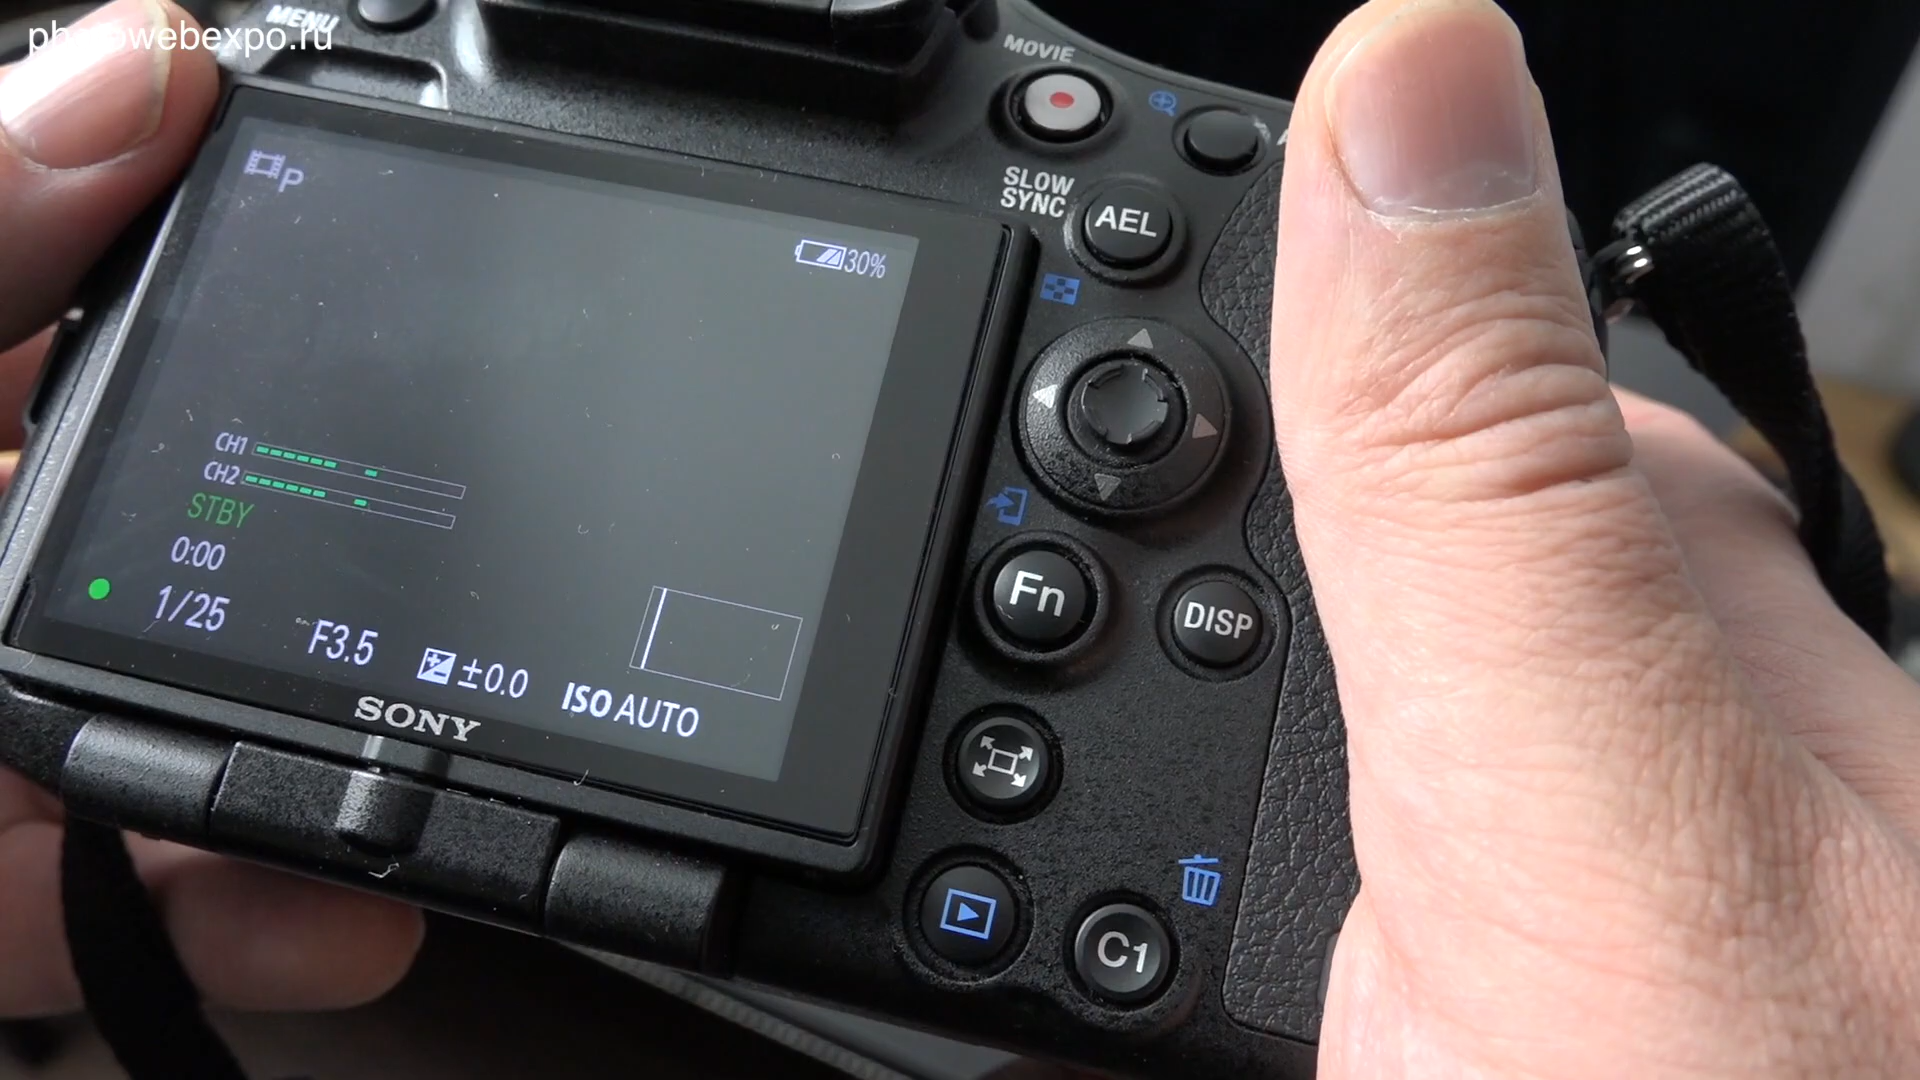 MENU
photowebexpo.ru
MOVIE
P
SLOW
SYNC
AEL
30%
CH1
CH2
STBY
0:00
1/25
F3.5
±0.0
ISO AUTO
Fn
DISP
SONY
C1